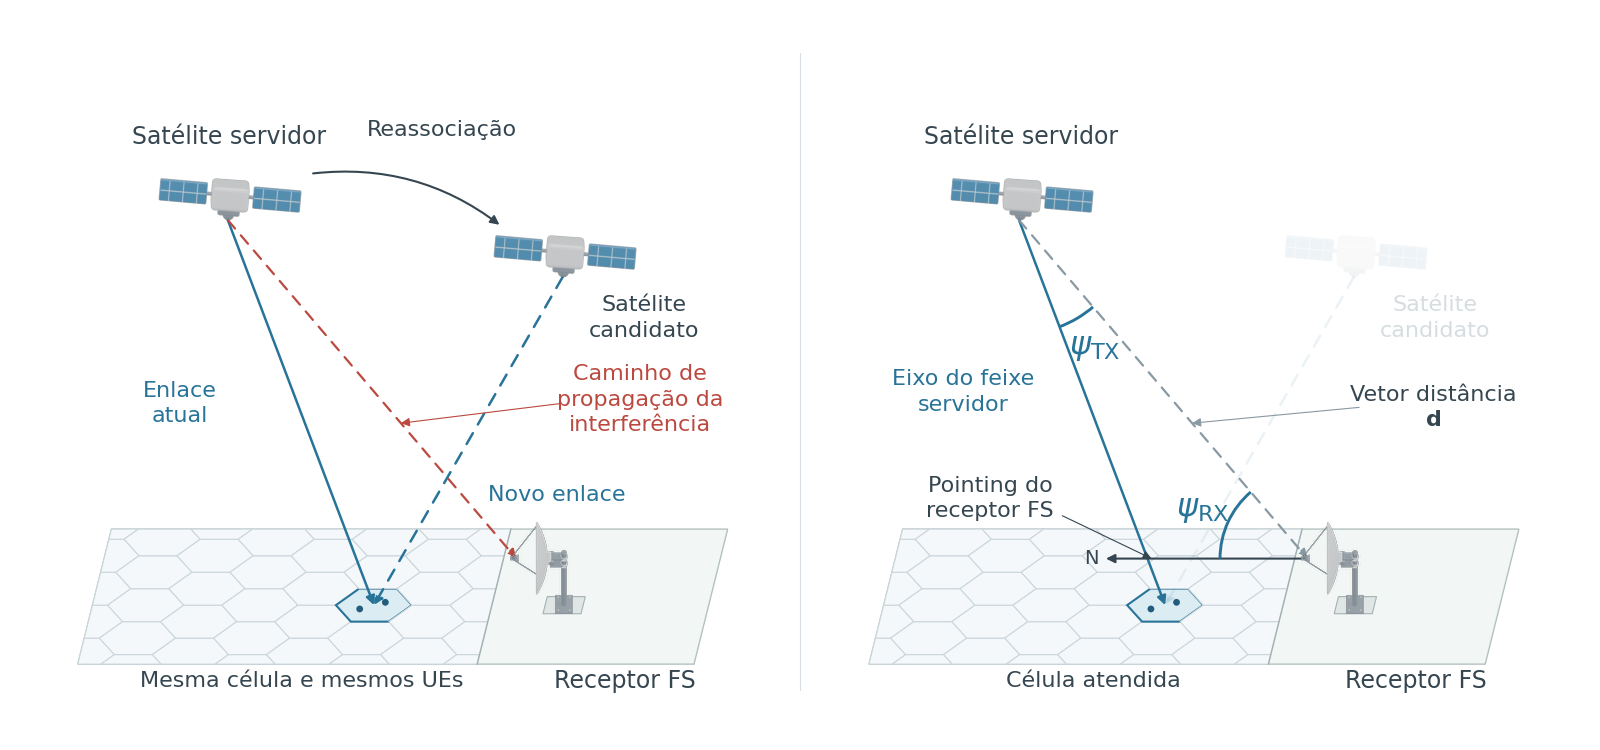 Satélite servidor
Reassociação
Satélite
candidato
Enlace
atual
Caminho de
propagação da
interferência
Novo enlace
Mesma célula e mesmos UEs
Receptor FS
Satélite servidor
Satélite
candidato
ψTX
Eixo do feixe
servidor
Vetor distância
d
Pointing do
receptor FS
ψRX
N
Célula atendida
Receptor FS